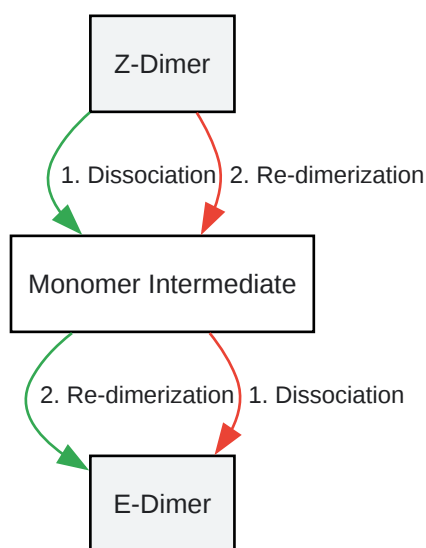 Z-Dimer
1. Dissociation
2. Re-dimerization
Monomer Intermediate
2. Re-dimerization
1. Dissociation
E-Dimer